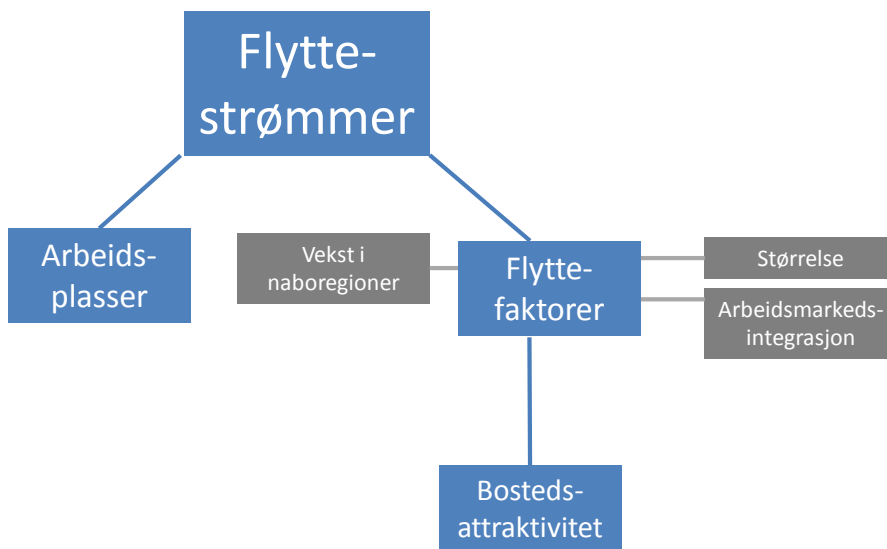 Flytte-
strømmer
Arbeids-
plasser
Vekst i
naboregioner
Flytte-
faktorer
Størrelse
Arbeidsmarkeds-
integrasjon
Bosteds-
attraktivitet